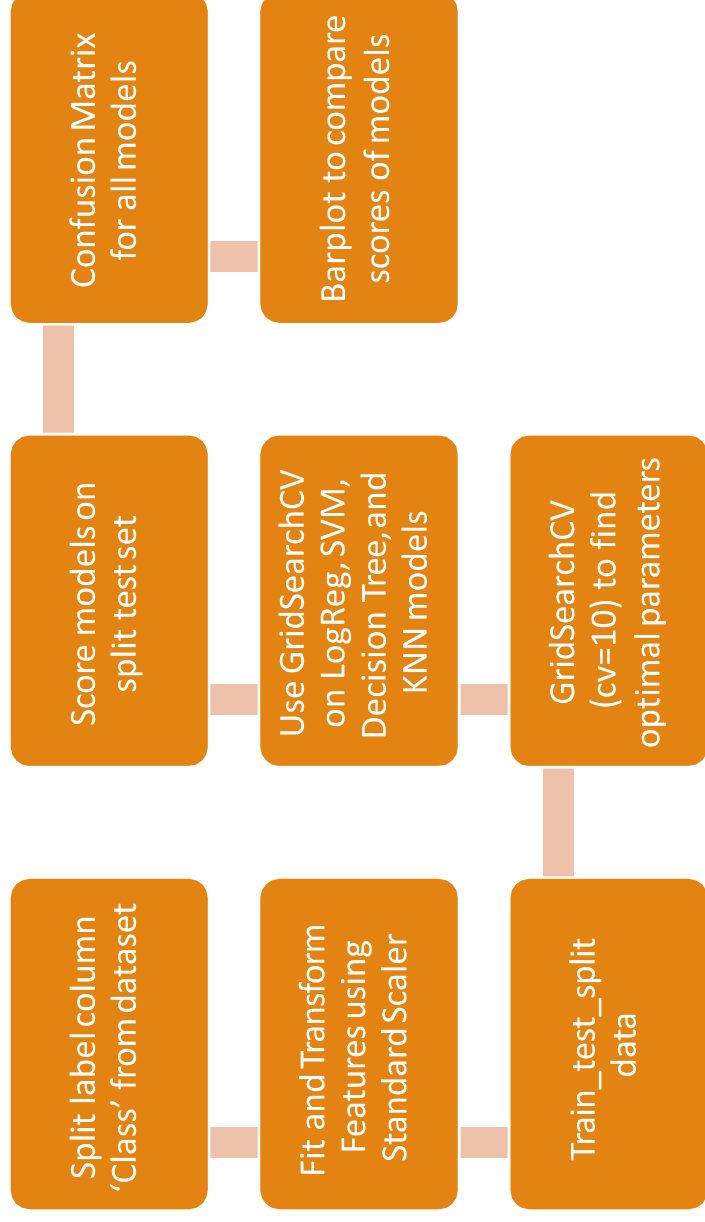 Split label column
‘Class’ from dataset
Fit and Transform
Features using
Standard Scaler
Train_test_split
data
GridSearchCV
(cv=10) to find
optimal parameters
Use GridSearchCV
on LogReg, SVM,
Decision Tree, and
KNN models
Score models on
split test set
Confusion Matrix
for all models
Barplot to compare
scores of models